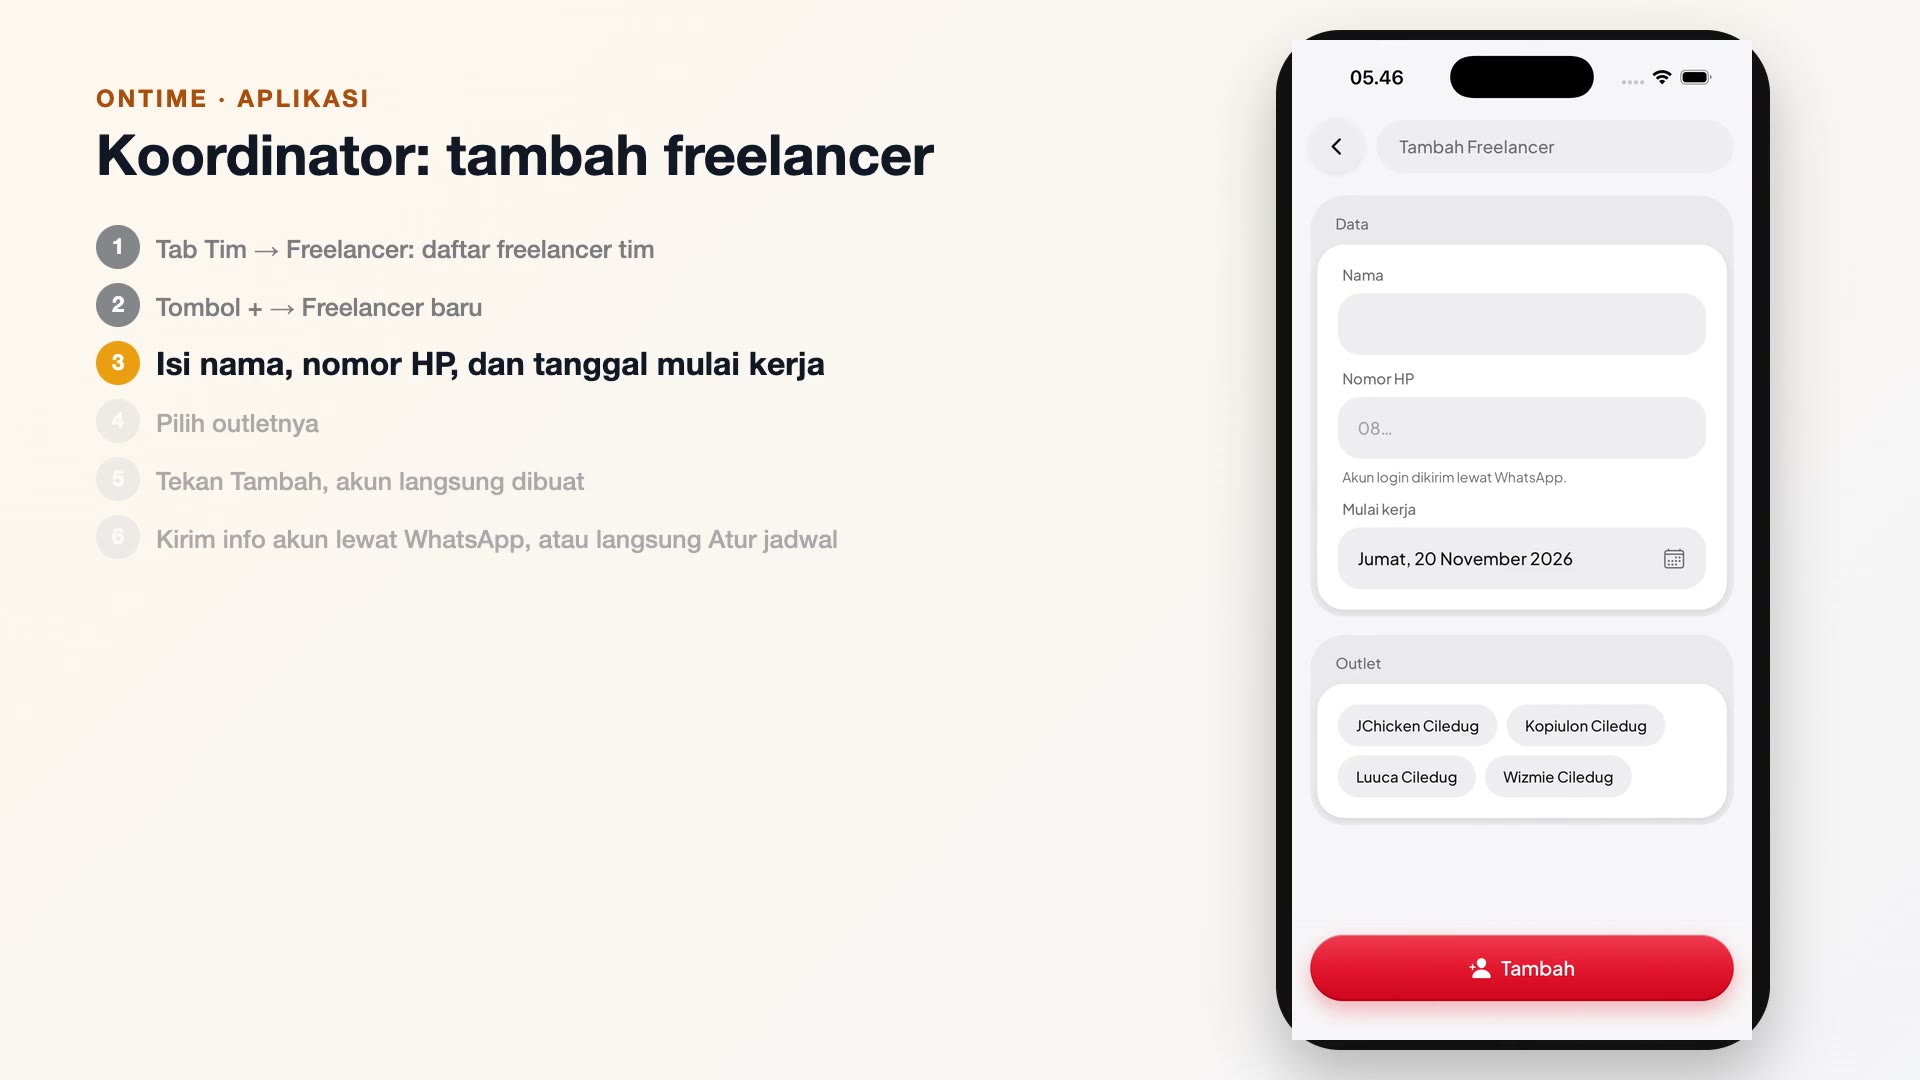 ONTIME · APLIKASI
Koordinator: tambah freelancer
1 Tab Tim → Freelancer: daftar freelancer tim
2 Tombol + → Freelancer baru
3 Isi nama, nomor HP, dan tanggal mulai kerja
4 Pilih outletnya
5 Tekan Tambah, akun langsung dibuat
6 Kirim info akun lewat WhatsApp, atau langsung Atur jadwal
05.46
Tambah Freelancer
Data
Nama
Nomor HP
08...
Akun login dikirim lewat WhatsApp.
Mulai kerja
Jumat, 20 November 2026
Outlet
JChicken Ciledug Kopiulon Ciledug
Luuca Ciledug Wizmie Ciledug
Tambah